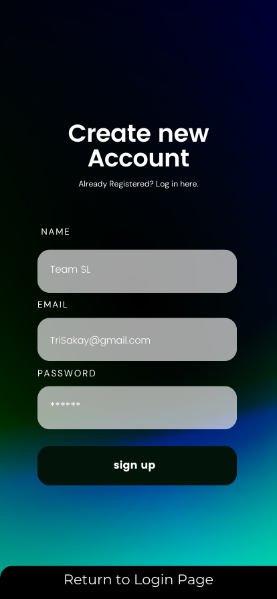 Create new
Account
Already Registered? Log in here.
NAME
Team SL
EMAIL
TriSakay@gmail.com
PASSWORD
******
sign up
Return to Login Page